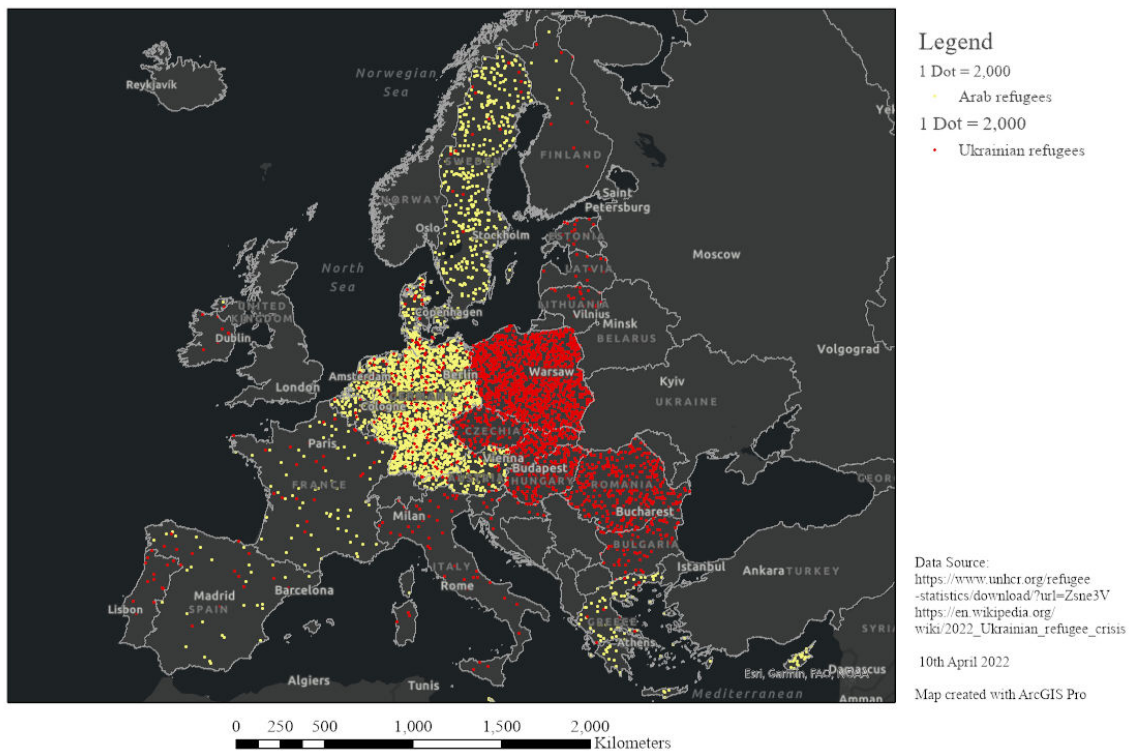 Reykjavík
Norwegian
Sea
SWEDEN
FINLAND
NORWAY
Saint
Petersburg
Oslo
Stockholm
ESTONIA
Moscow
North
Sea
LATVIA
UNITED
KINGDOM
Copenhagen
LITHUANIA
Vilnius
Minsk
BELARUS
Dublin
Volgograd
London
Amsterdam
Berlin
Warsaw
Kyiv
UKRAINE
GERMANY
Cologne
Paris
CZECHIA
Vienna
AUSTRIA
Budapest
HUNGARY
FRANCE
ROMANIA
GEOR
Milan
Bucharest
BULGARIA
ITALY
Rome
Istanbul
Ankara
TURKEY
Madrid
Barcelona
SPAIN
Lisbon
GREECE
Athens
SYRIA
Damascus
Algiers
Tunis
Esri, Garmin, FAO, NOAA
Mediterranean
Amman
Legend
1 Dot = 2,000
Arab refugees
1 Dot = 2,000
Ukrainian refugees
Data Source:
https://www.unhcr.org/refugee
-statistics/download/?url=Zsne3V
https://en.wikipedia.org/
wiki/2022_Ukrainian_refugee_crisis
10th April 2022
Map created with ArcGIS Pro
0 250 500 1,000 1,500 2,000
Kilometers